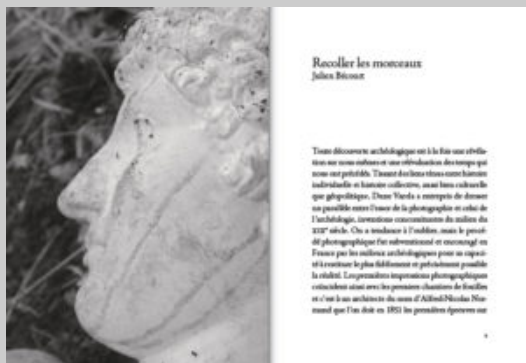 Recoller les morceaux
Julien Bécourt
Toute découverte archéologique est à la fois une révéla-
tion sur nous-mêmes et une réévaluation des temps qui
nous ont précédés. Tissant des liens ténus entre histoire
individuelle et histoire collective, aussi bien culturelle
que géopolitique, Dune Varela a entrepris de dresser
un parallèle entre l'essor de la photographie et celui de
l'archéologie, inventions concomitantes du milieu du
XIXᵉ siècle. On a tendance à l'oublier, mais le procé-
dé photographique fut subventionné et encouragé en
France par les milieux archéologiques pour sa capaci-
té à restituer le plus fidèlement et précisément possible
la réalité. Les premières impressions photographiques
coïncident ainsi avec les premiers chantiers de fouilles
et c'est à un architecte du nom d'Alfred-Nicolas Nor-
mand que l'on doit en 1851 les premières épreuves sur